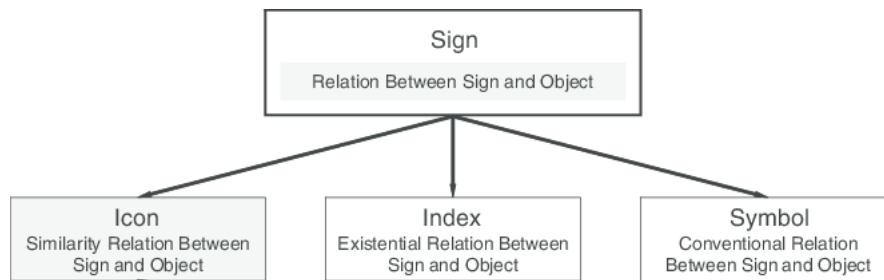 Sign
Relation Between Sign and Object
Icon
Similarity Relation Between
Sign and Object
Index
Existential Relation Between
Sign and Object
Symbol
Conventional Relation
Between Sign and Object